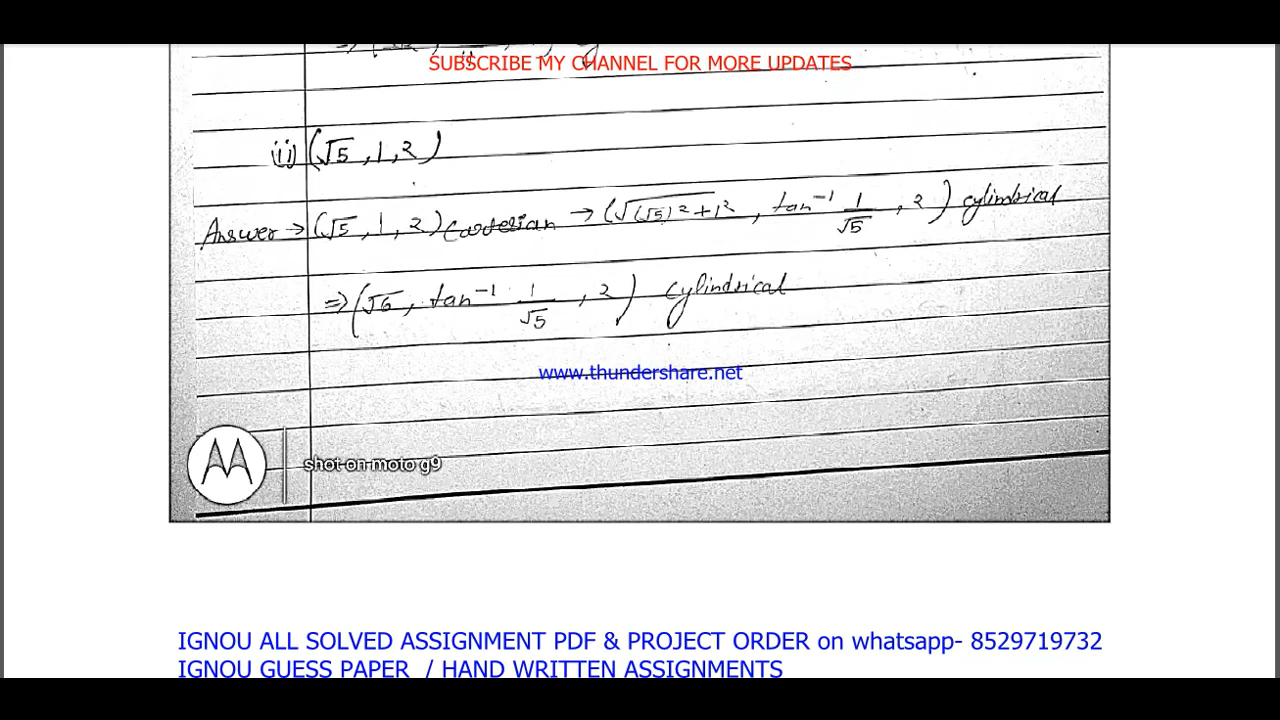 SUBSCRIBE MY CHANNEL FOR MORE UPDATES
ii) (√5, 1, 2)
Answer → (√5, 1, 2) Cartesian → (√(√5)²+1², tan⁻¹ 1/√5, 2) cylindrical
⇒ (√6, tan⁻¹ 1/√5, 2) cylindrical
www.thundershare.net
shot on moto g9
IGNOU ALL SOLVED ASSIGNMENT PDF & PROJECT ORDER on whatsapp- 8529719732
IGNOU GUESS PAPER / HAND WRITTEN ASSIGNMENTS